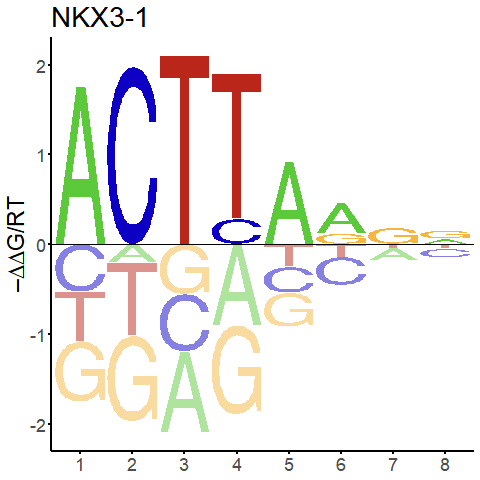 NKX3-1
−ΔΔG/RT
2
1
0
-1
-2
A C T T A A G G
C G A
C A G A T T A T
T T C G C C C
G G A G
1 2 3 4 5 6 7 8